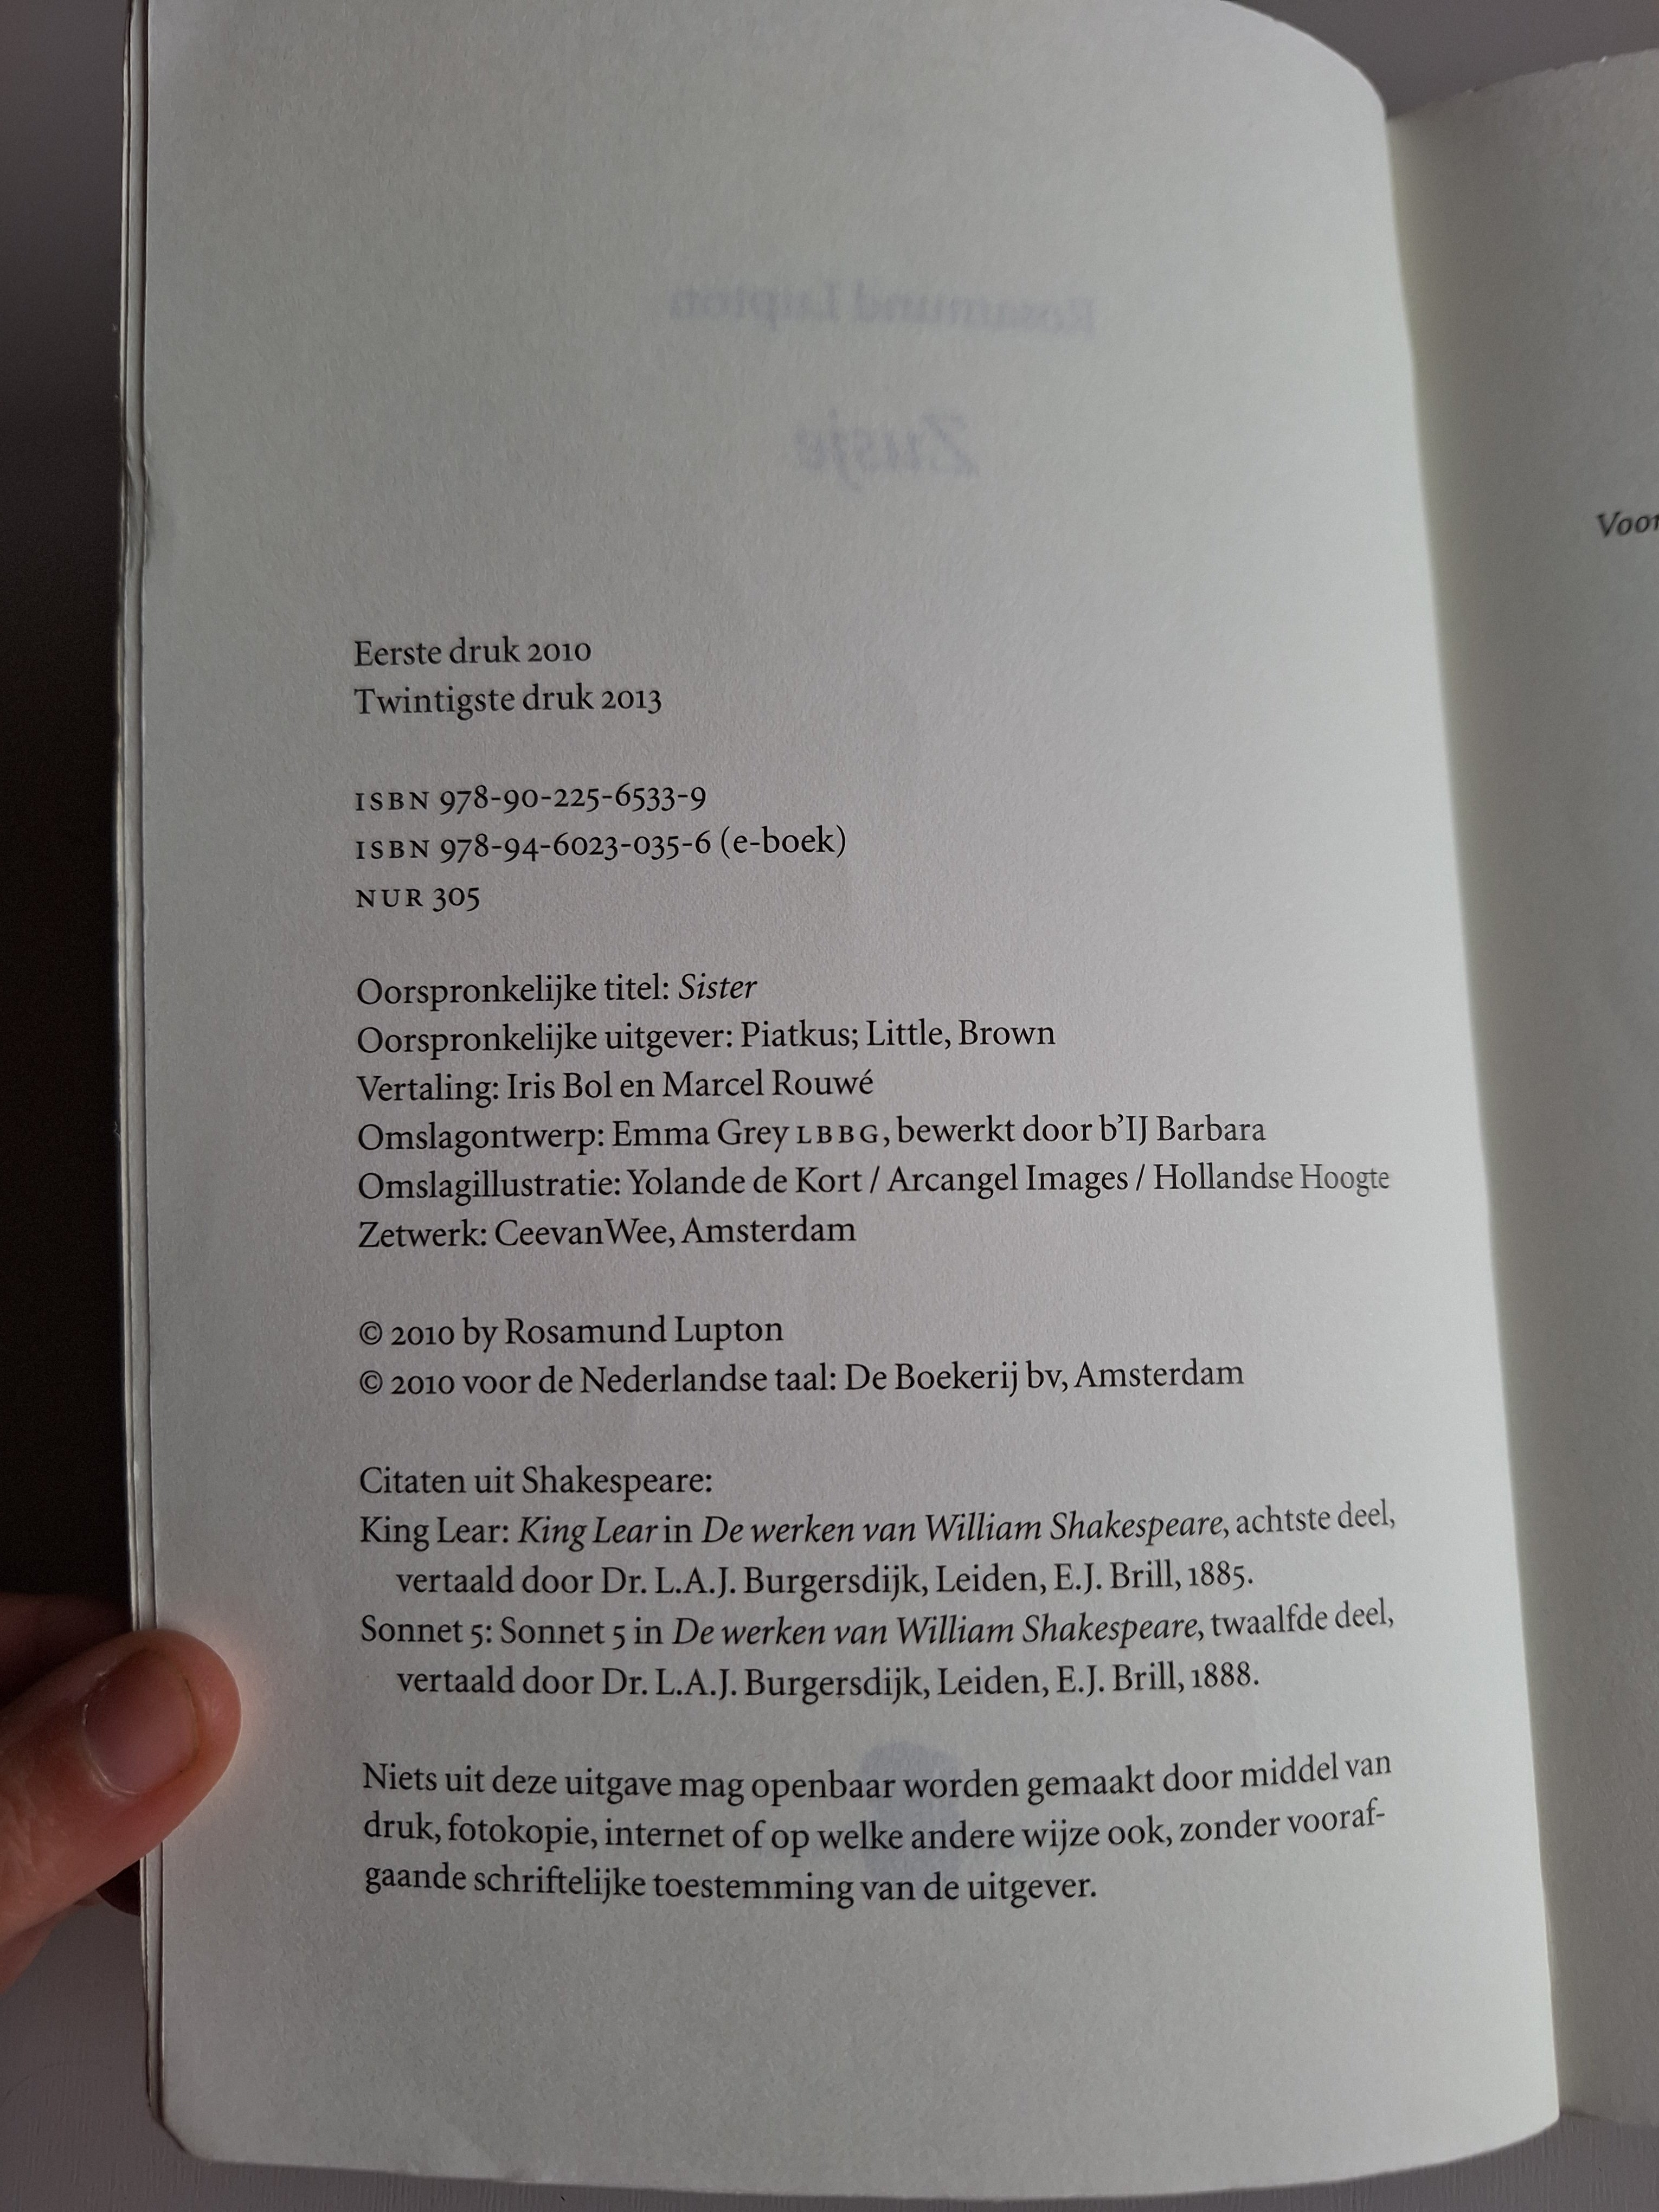 Rosamund Lupton
Zusje
Eerste druk 2010
Twintigste druk 2013
ISBN 978-90-225-6533-9
ISBN 978-94-6023-035-6 (e-boek)
NUR 305
Oorspronkelijke titel: Sister
Oorspronkelijke uitgever: Piatkus; Little, Brown
Vertaling: Iris Bol en Marcel Rouwé
Omslagontwerp: Emma Grey LBBG, bewerkt door b’IJ Barbara
Omslagillustratie: Yolande de Kort / Arcangel Images / Hollandse Hoogte
Zetwerk: CeevanWee, Amsterdam
© 2010 by Rosamund Lupton
© 2010 voor de Nederlandse taal: De Boekerij bv, Amsterdam
Citaten uit Shakespeare:
King Lear: King Lear in De werken van William Shakespeare, achtste deel,
vertaald door Dr. L.A.J. Burgersdijk, Leiden, E.J. Brill, 1885.
Sonnet 5: Sonnet 5 in De werken van William Shakespeare, twaalfde deel,
vertaald door Dr. L.A.J. Burgersdijk, Leiden, E.J. Brill, 1888.
Niets uit deze uitgave mag openbaar worden gemaakt door middel van
druk, fotokopie, internet of op welke andere wijze ook, zonder vooraf-
gaande schriftelijke toestemming van de uitgever.
Voor